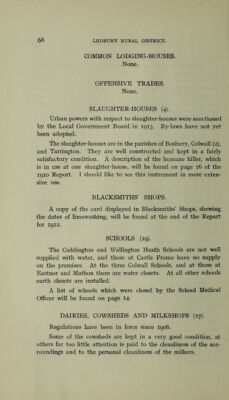 68 LEDBURY RURAL DISTRICT.
COMMON LODGING-HOUSES.
None.
OFFENSIVE TRADES.
None.
SLAUGHTER-HOUSES (4).
Urban powers with respect to slaughter-houses were sanctioned
by the Local Government Board in 1913. By-laws have not yet
been adopted.
The slaughter-houses are in the parishes of Bosbury, Colwall (2),
and Tarrington. They are well constructed and kept in a fairly
satisfactory condition. A description of the humane killer, which
is in use at one slaughter-house, will be found on page 26 of the
1910 Report. I should like to see this instrument in more exten-
sive use.
BLACKSMITHS' SHOPS.
A copy of the card displayed in Blacksmiths' Shops, shewing
the dates of limewashing, will be found at the end of the Report
for 1912.
SCHOOLS (19).
The Coddington and Wellington Heath Schools are not well
supplied with water, and those at Castle Frome have no supply
on the premises. At the three Colwall Schools, and at those at
Eastnor and Mathon there are water closets. At all other schools
earth closets are installed.
A list of schools which were closed by the School Medical
Officer will be found on page 14.
DAIRIES, COWSHEDS AND MILKSHOPS (17).
Regulations have been in force since 1906.
Some of the cowsheds are kept in a very good condition, at
others far too little attention is paid to the cleanliness of the sur-
roundings and to the personal cleanliness of the milkers.